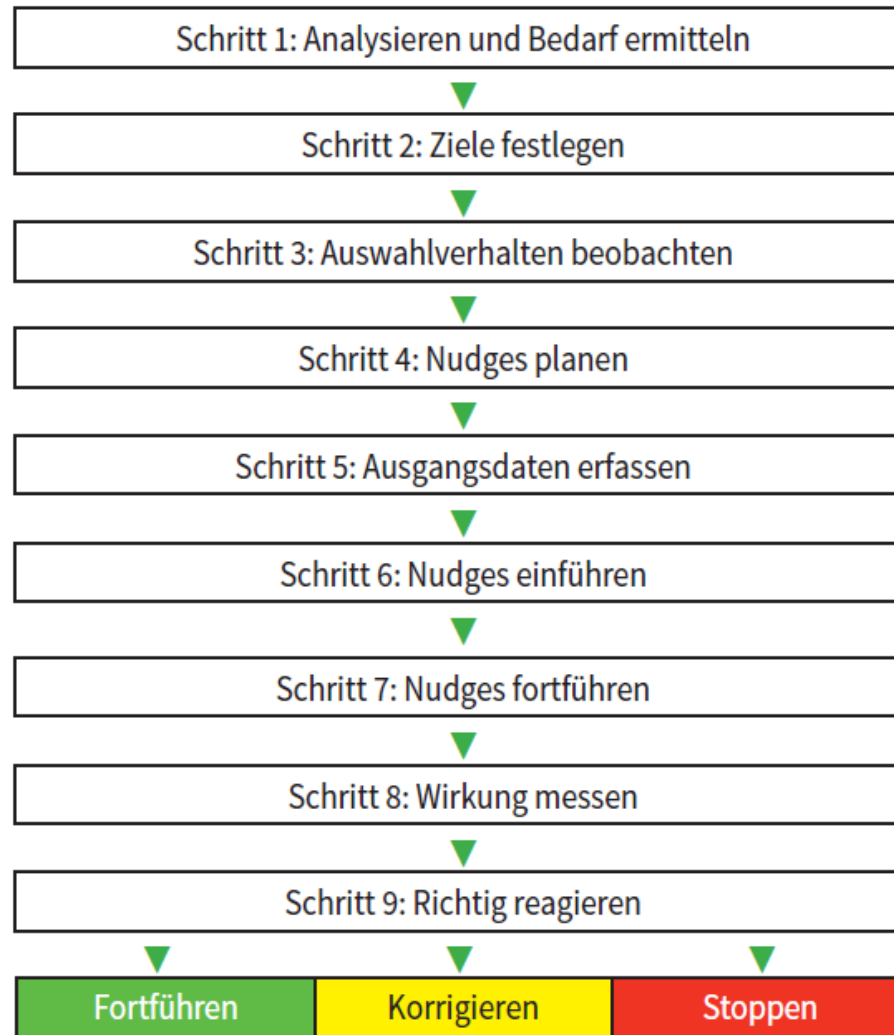 Schritt 1: Analysieren und Bedarf ermitteln
Schritt 2: Ziele festlegen
Schritt 3: Auswahlverhalten beobachten
Schritt 4: Nudges planen
Schritt 5: Ausgangsdaten erfassen
Schritt 6: Nudges einführen
Schritt 7: Nudges fortführen
Schritt 8: Wirkung messen
Schritt 9: Richtig reagieren
Fortführen Korrigieren Stoppen